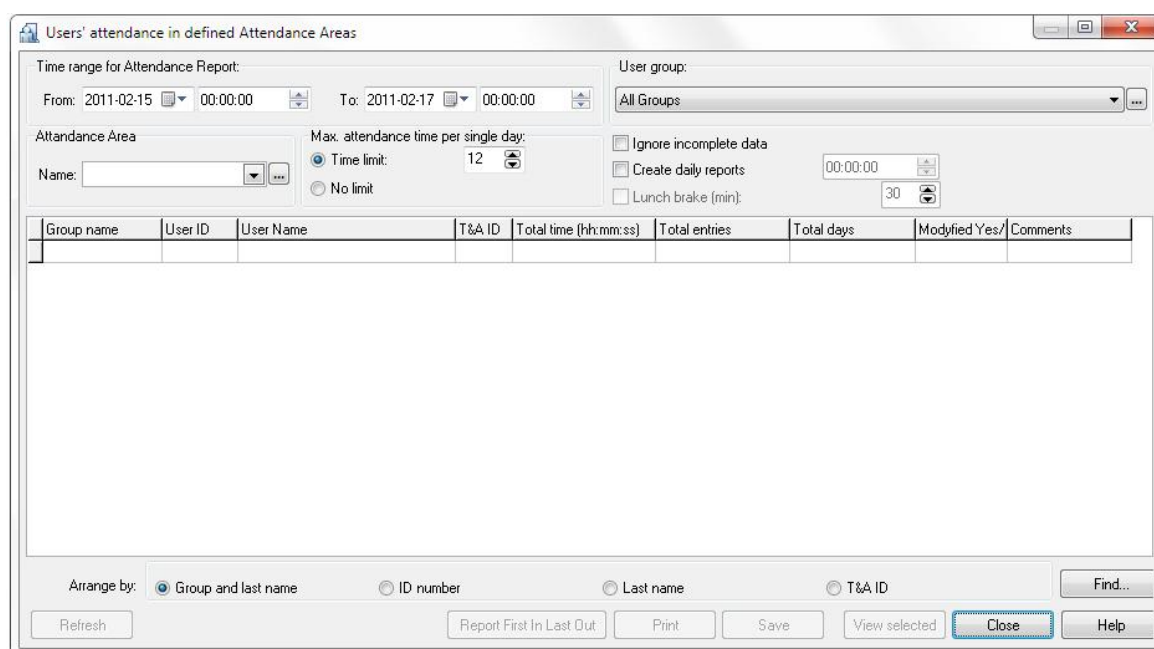 Users' attendance in defined Attendance Areas
Time range for Attendance Report:
User group:
From: 2011-02-15 00:00:00 To: 2011-02-17 00:00:00
All Groups ...
Attandance Area
Max. attendance time per single day:
Name: ...
Time limit: 12
No limit
Ignore incomplete data
Create daily reports 00:00:00
Lunch brake (min): 30
Group name User ID User Name T&A ID Total time (hh:mm:ss) Total entries Total days Modyfied Yes/ Comments
Arrange by: Group and last name ID number Last name T&A ID Find...
Refresh Report First In Last Out Print Save View selected Close Help